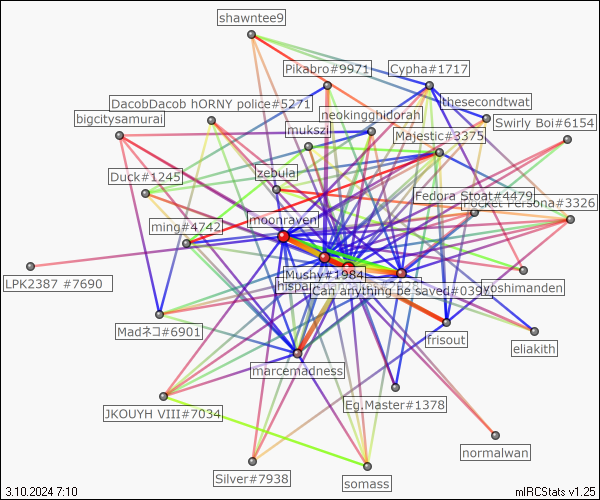 shawntee9
Pikabro#9971
Cypha#1717
thesecondtwat
DacobDacob hORNY police#5271
neokingghidorah
bigcitysamurai
Swirly Boi#6154
mukszi
Majestic#3375
Duck#1245
zebula
Fedora Stoat#4479
Persona#3326
ming#4742
moonraven
LPK2387 #7690
Mushy#1984
yoshimanden
Can anything be saved#0397
Madネコ#6901
frisout
eliakith
marcemadness
JKOUYH VIII#7034
Eg.Master#1378
normalwan
Silver#7938
somass
3.10.2024 7:10
mIRCStats v1.25